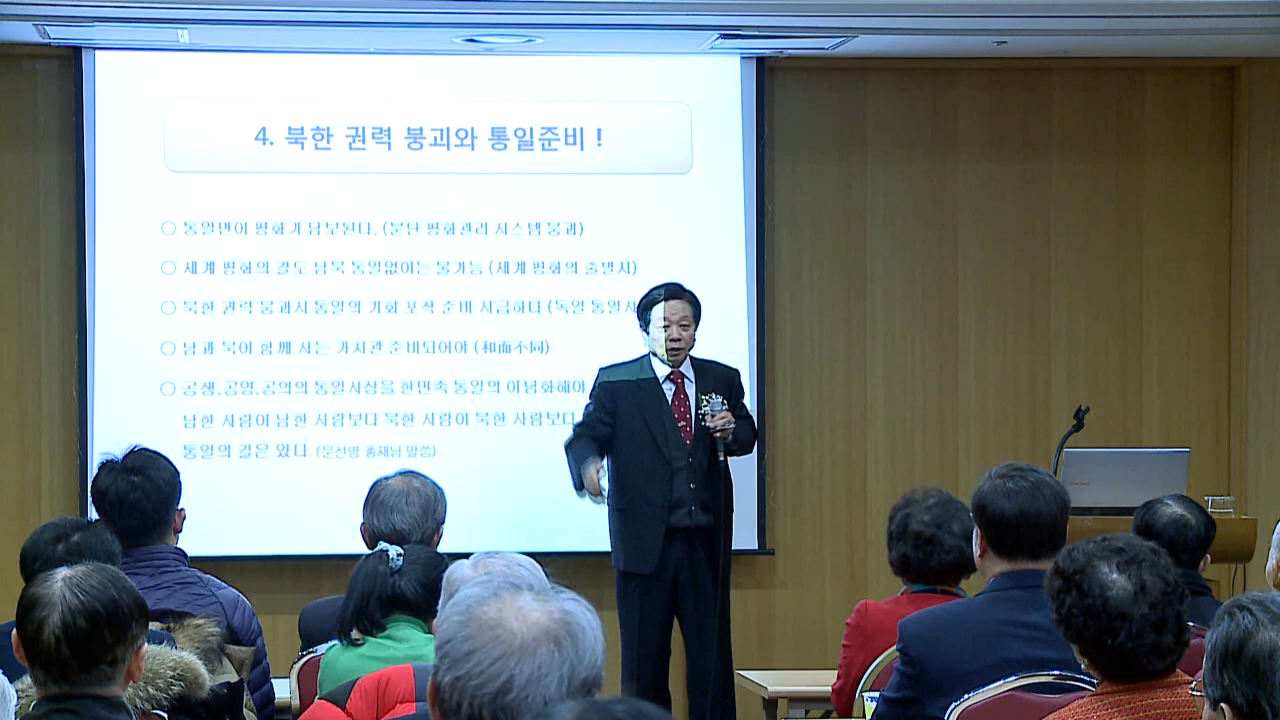 4. 북한 권력 붕괴와 통일준비 !
○ 통일만이 평화가 담보된다. (분단 평화관리 시스템 붕괴)
○ 세계 평화의 길도 남북 통일없이는 불가능 (세계 평화의 출발지)
○ 북한 권력 붕괴시 통일의 기회 포착 준비 시급하다 (독일 통일사
○ 남과 북이 함께 사는 가치관 준비되어야 (和而不同)
○ 공생.공영.공의의 통일사상을 한민족 통일의 이념화해야
남한 사람이 남한 사람보다 북한 사람이 북한 사람보다
통일의 길은 있다. (문선명 총재님 말씀)